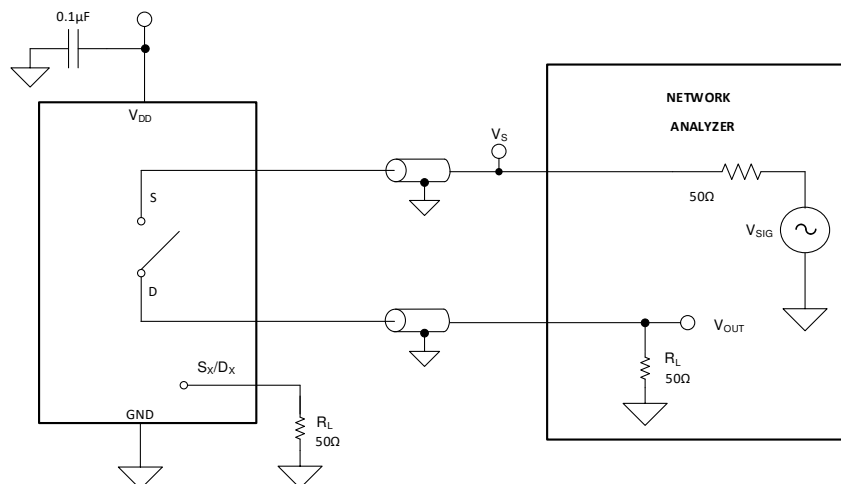 0.1µF
V_DD
NETWORK
ANALYZER
V_S
S
50Ω
V_SIG
D
V_OUT
S_X/D_X
R_L
50Ω
GND
R_L
50Ω